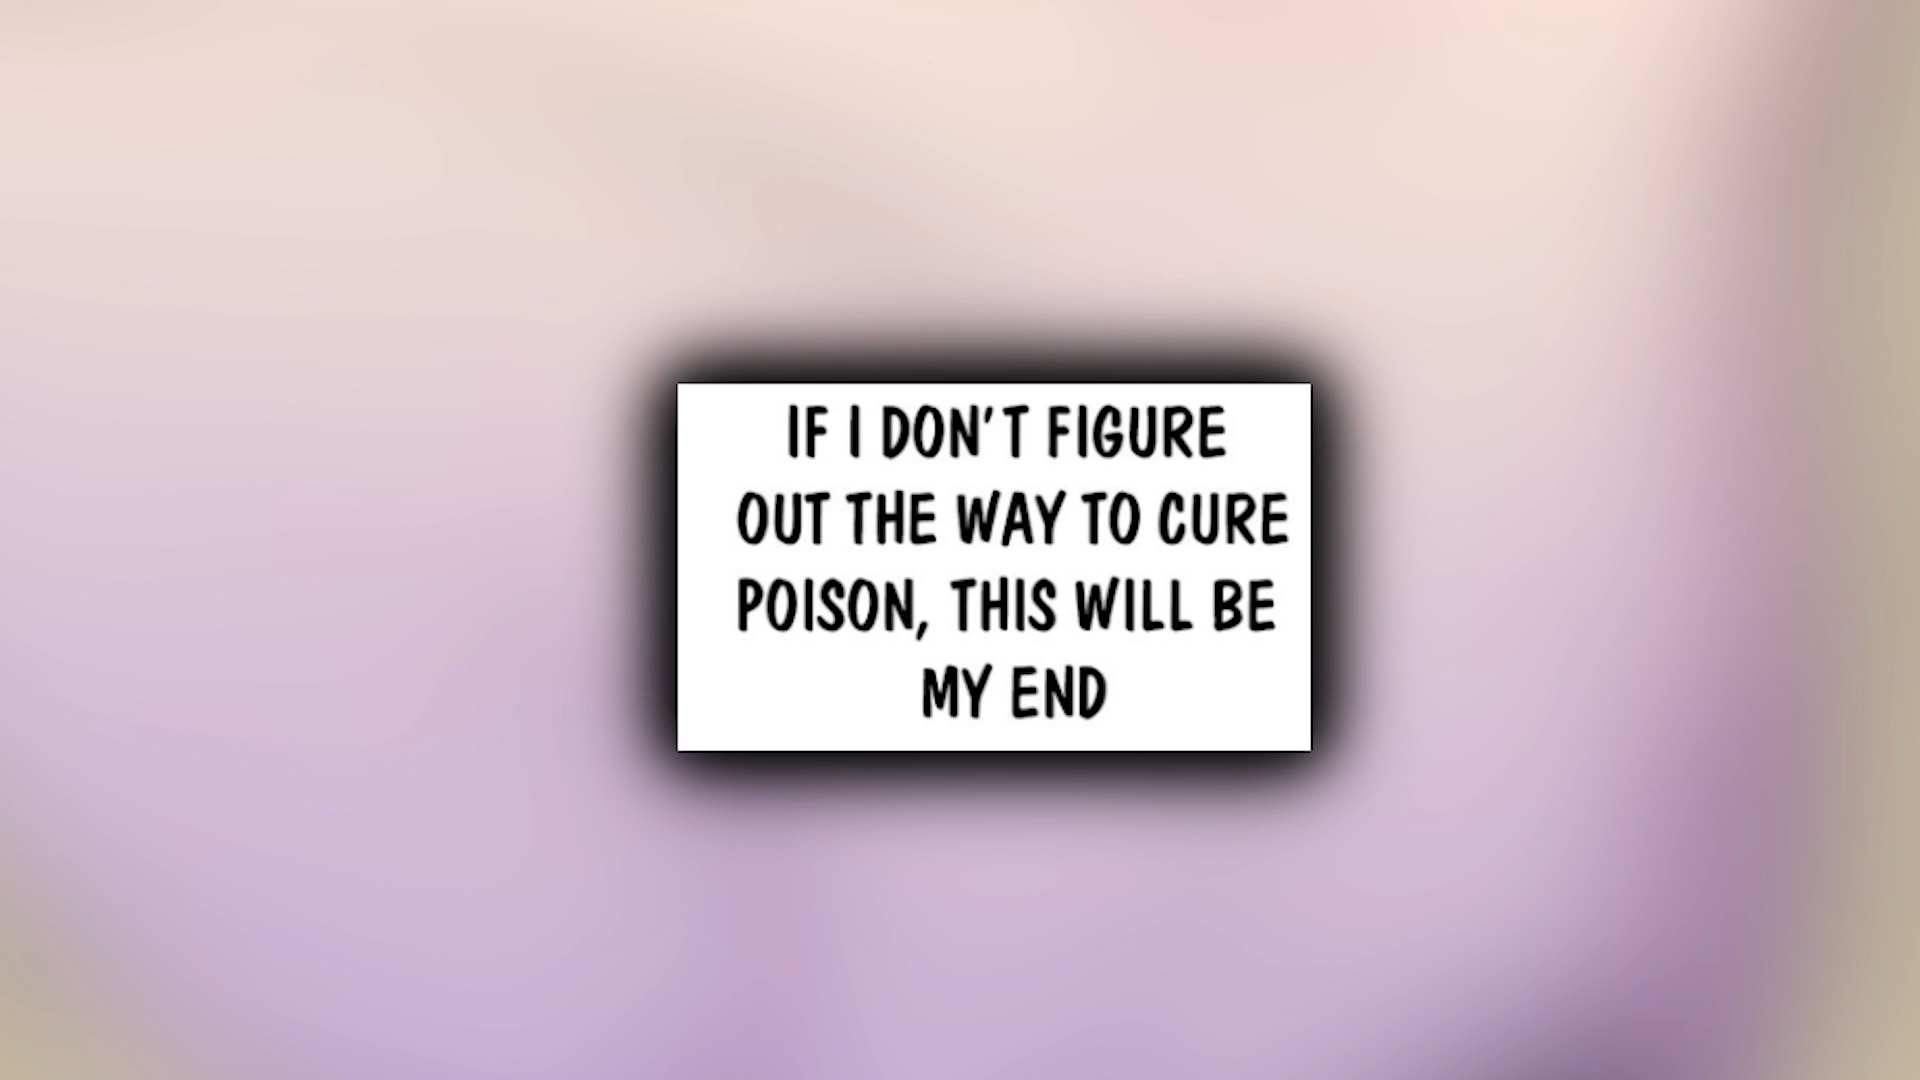 IF I DON'T FIGURE
OUT THE WAY TO CURE
POISON, THIS WILL BE
MY END